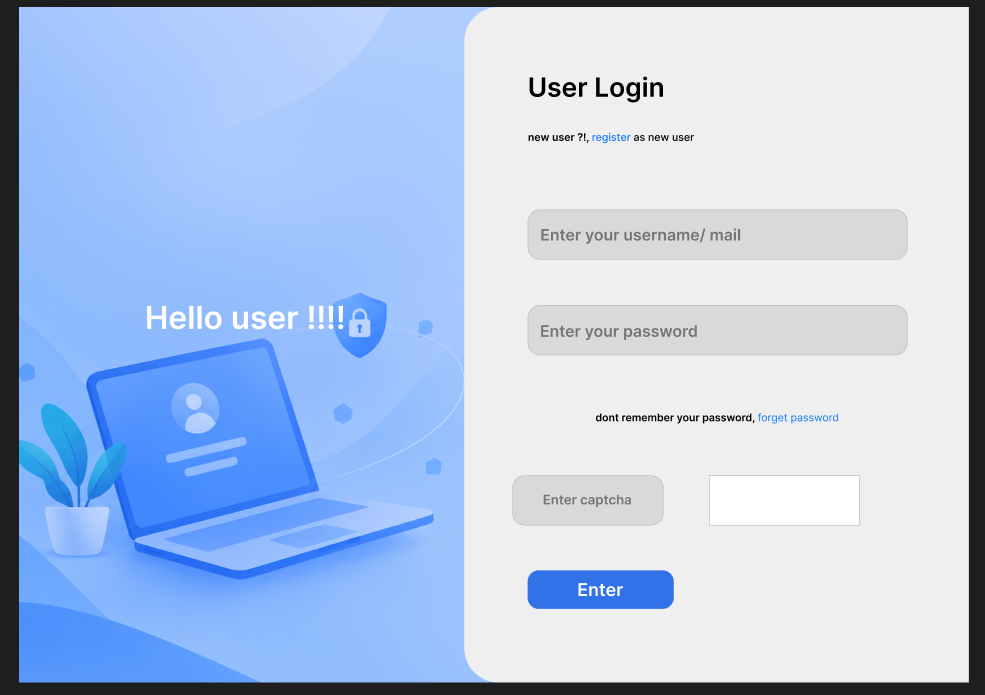 Hello user !!!!
User Login
new user ?!, register as new user
Enter your username/ mail
Enter your password
dont remember your password, forget password
Enter captcha
Enter